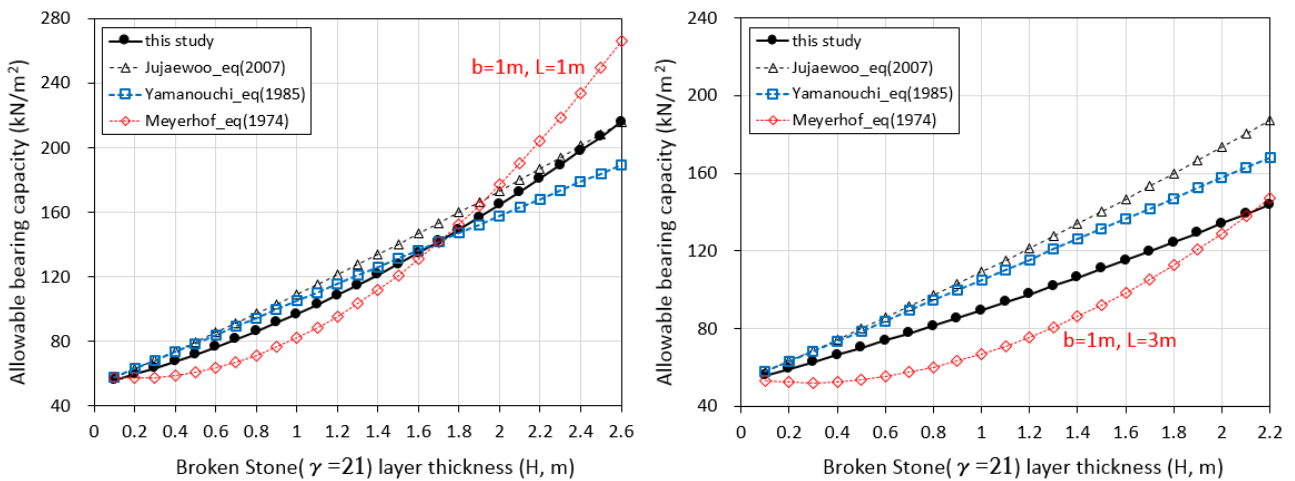 280
240
200
160
120
80
40
Allowable bearing capacity (kN/m²)
this study
Jujaewoo_eq(2007)
Yamanouchi_eq(1985)
Meyerhof_eq(1974)
b=1m, L=1m
0 0.2 0.4 0.6 0.8 1 1.2 1.4 1.6 1.8 2 2.2 2.4 2.6
Broken Stone( γ =21) layer thickness (H, m)
240
200
160
120
80
40
Allowable bearing capacity (kN/m²)
this study
Jujaewoo_eq(2007)
Yamanouchi_eq(1985)
Meyerhof_eq(1974)
b=1m, L=3m
0 0.2 0.4 0.6 0.8 1 1.2 1.4 1.6 1.8 2 2.2
Broken Stone( γ =21) layer thickness (H, m)